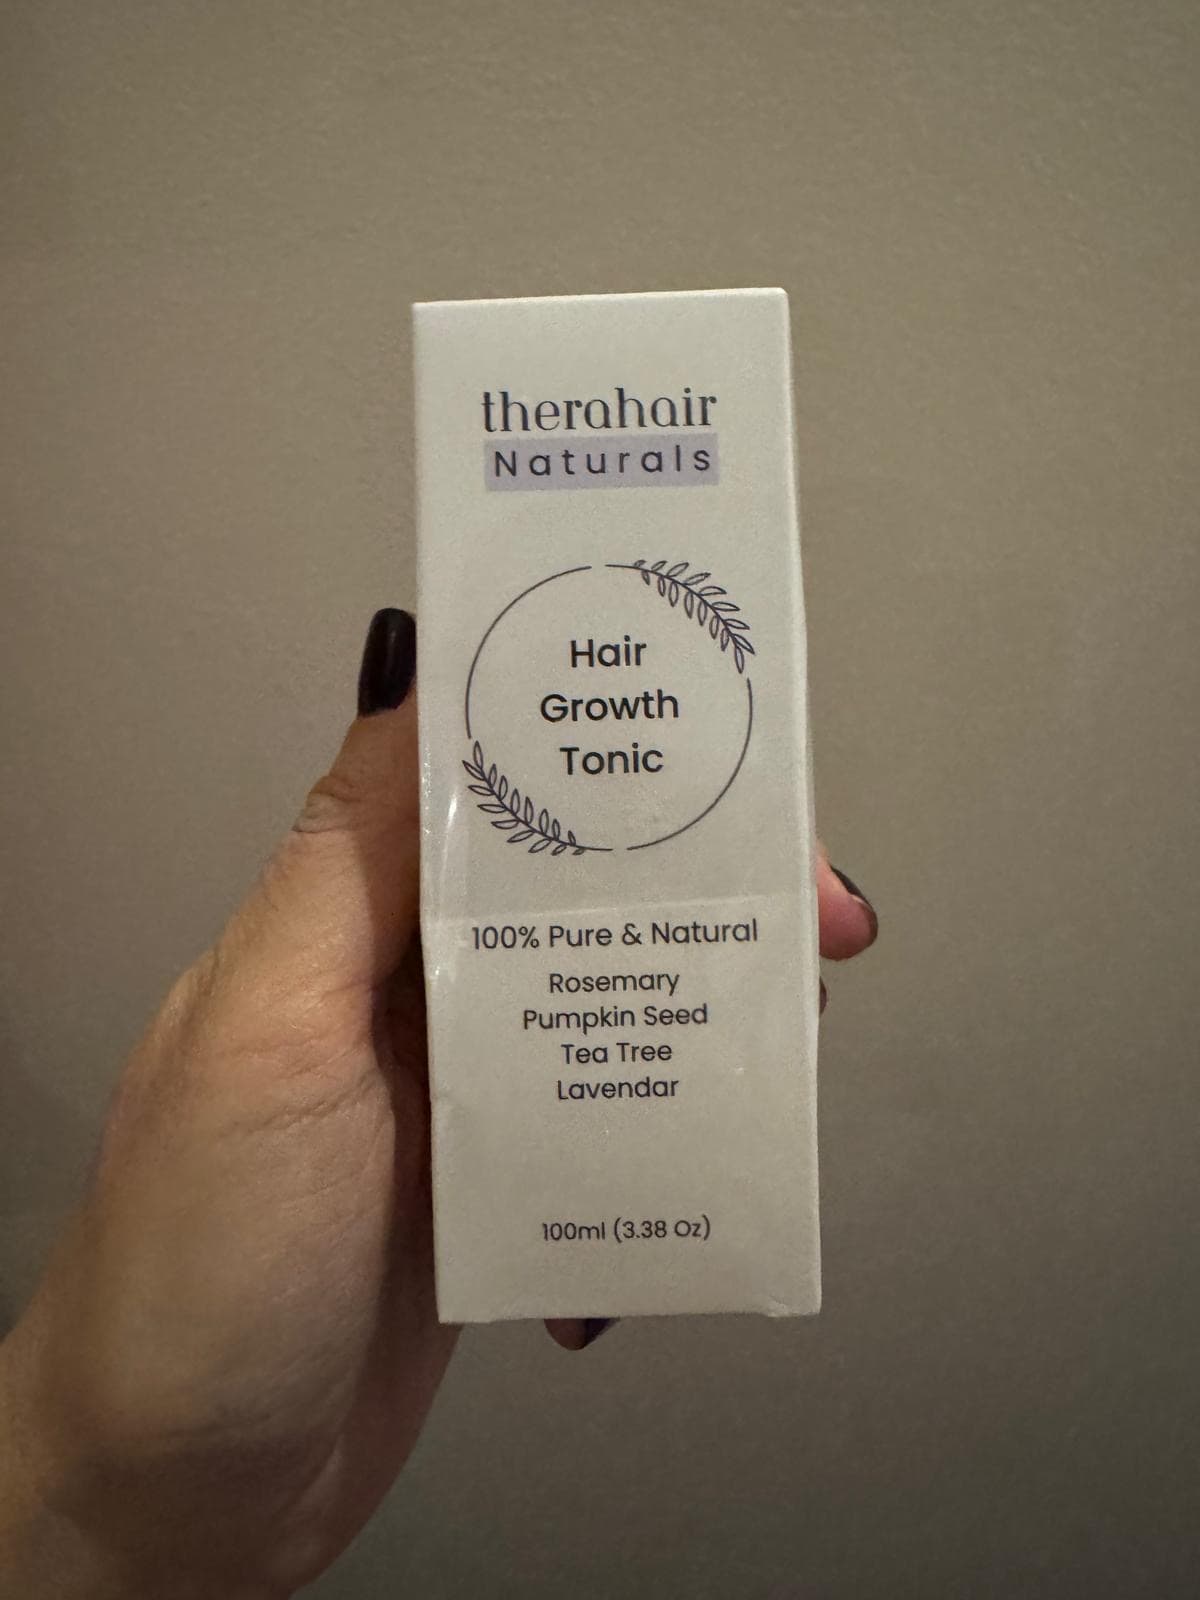 therahair
Naturals
Hair
Growth
Tonic
100% Pure & Natural
Rosemary
Pumpkin Seed
Tea Tree
Lavendar
100ml (3.38 Oz)